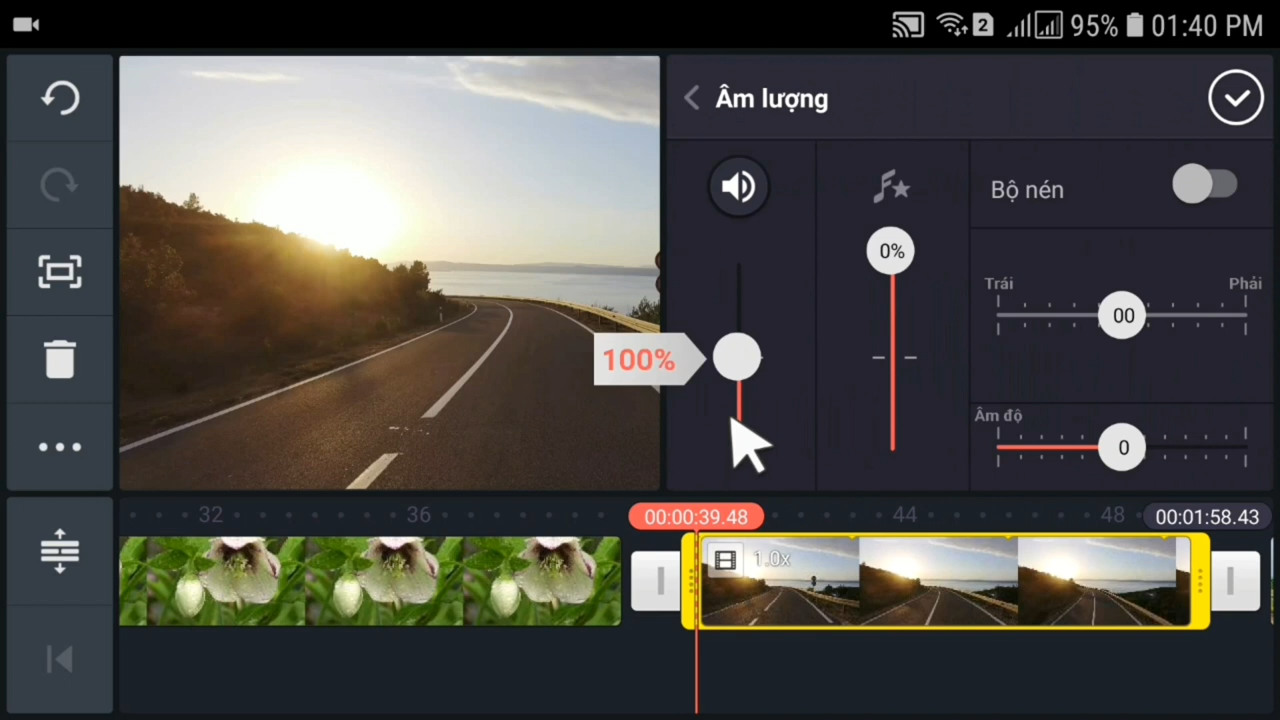 2 95% 01:40 PM
Âm lượng
Bộ nén
0%
Trái Phải
00
100%
Âm độ
0
32 36 00:00:39.48 44 48 00:01:58.43
1.0x